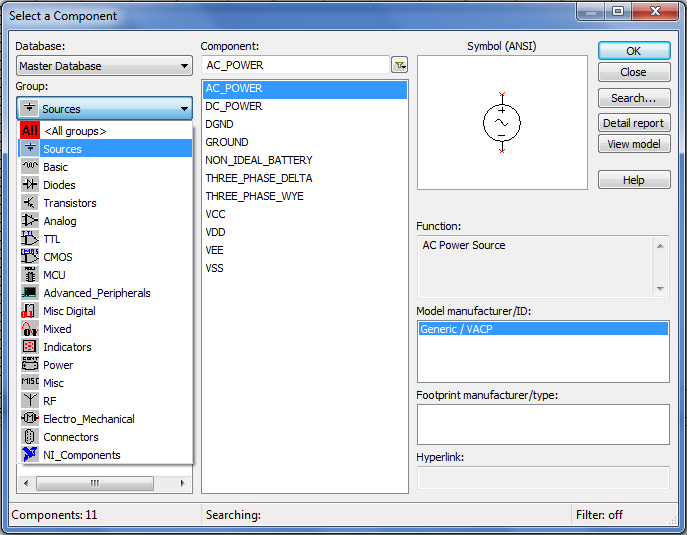 Select a Component
Database:
Master Database
Group:
Sources
All <All groups>
Sources
Basic
Diodes
Transistors
Analog
TTL
CMOS
MCU
Advanced_Peripherals
Misc Digital
Mixed
Indicators
Power
MISC Misc
RF
Electro_Mechanical
Connectors
NI_Components
Component:
AC_POWER
AC_POWER
DC_POWER
DGND
GROUND
NON_IDEAL_BATTERY
THREE_PHASE_DELTA
THREE_PHASE_WYE
VCC
VDD
VEE
VSS
Symbol (ANSI)
Function:
AC Power Source
Model manufacturer/ID:
Generic / VACP
Footprint manufacturer/type:
Hyperlink:
OK
Close
Search...
Detail report
View model
Help
Components: 11
Searching:
Filter: off